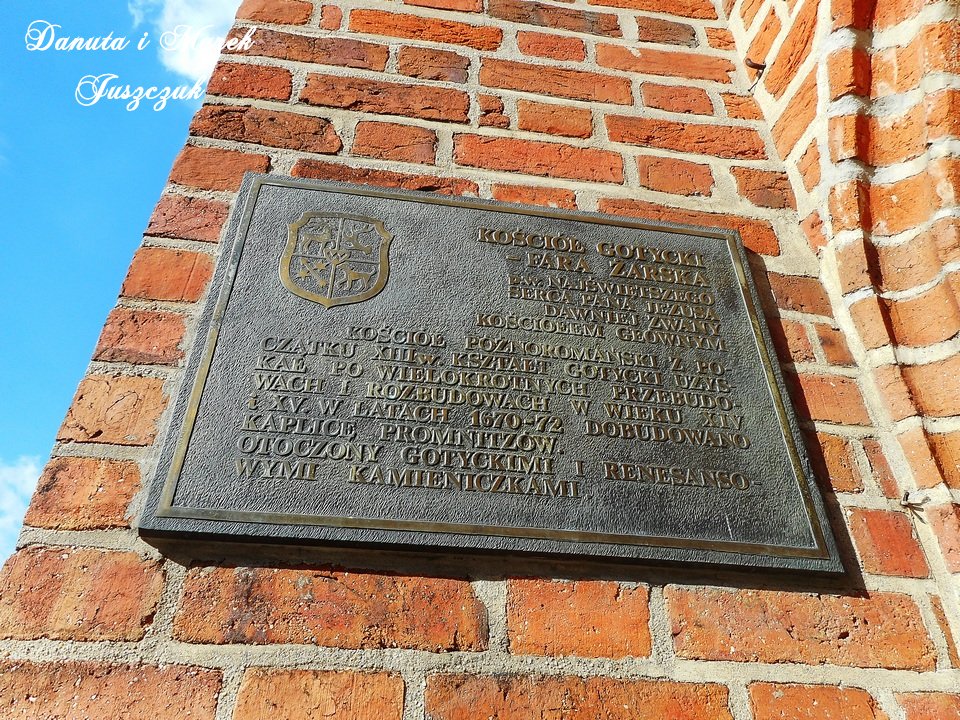 Danuta i Marek
Juszczuk
KOŚCIÓŁ GOTYCKI
- FARA ŻARSKA
P.W. NAJŚWIĘTSZEGO
SERCA PANA JEZUSA
DAWNIEJ ZWANY
KOŚCIOŁEM GŁÓWNYM
KOŚCIÓŁ PÓŹNOROMAŃSKI Z PO-
CZĄTKU XIII W. KSZTAŁT GOTYCKI UZYS-
KAŁ PO WIELOKROTNYCH PRZEBUDO-
WACH I ROZBUDOWACH W WIEKU XIV
I XV. W LATACH 1670-72 DOBUDOWANO
KAPLICĘ PROMNITZÓW.
OTOCZONY GOTYCKIMI I RENESANSO-
WYMI KAMIENICZKAMI.